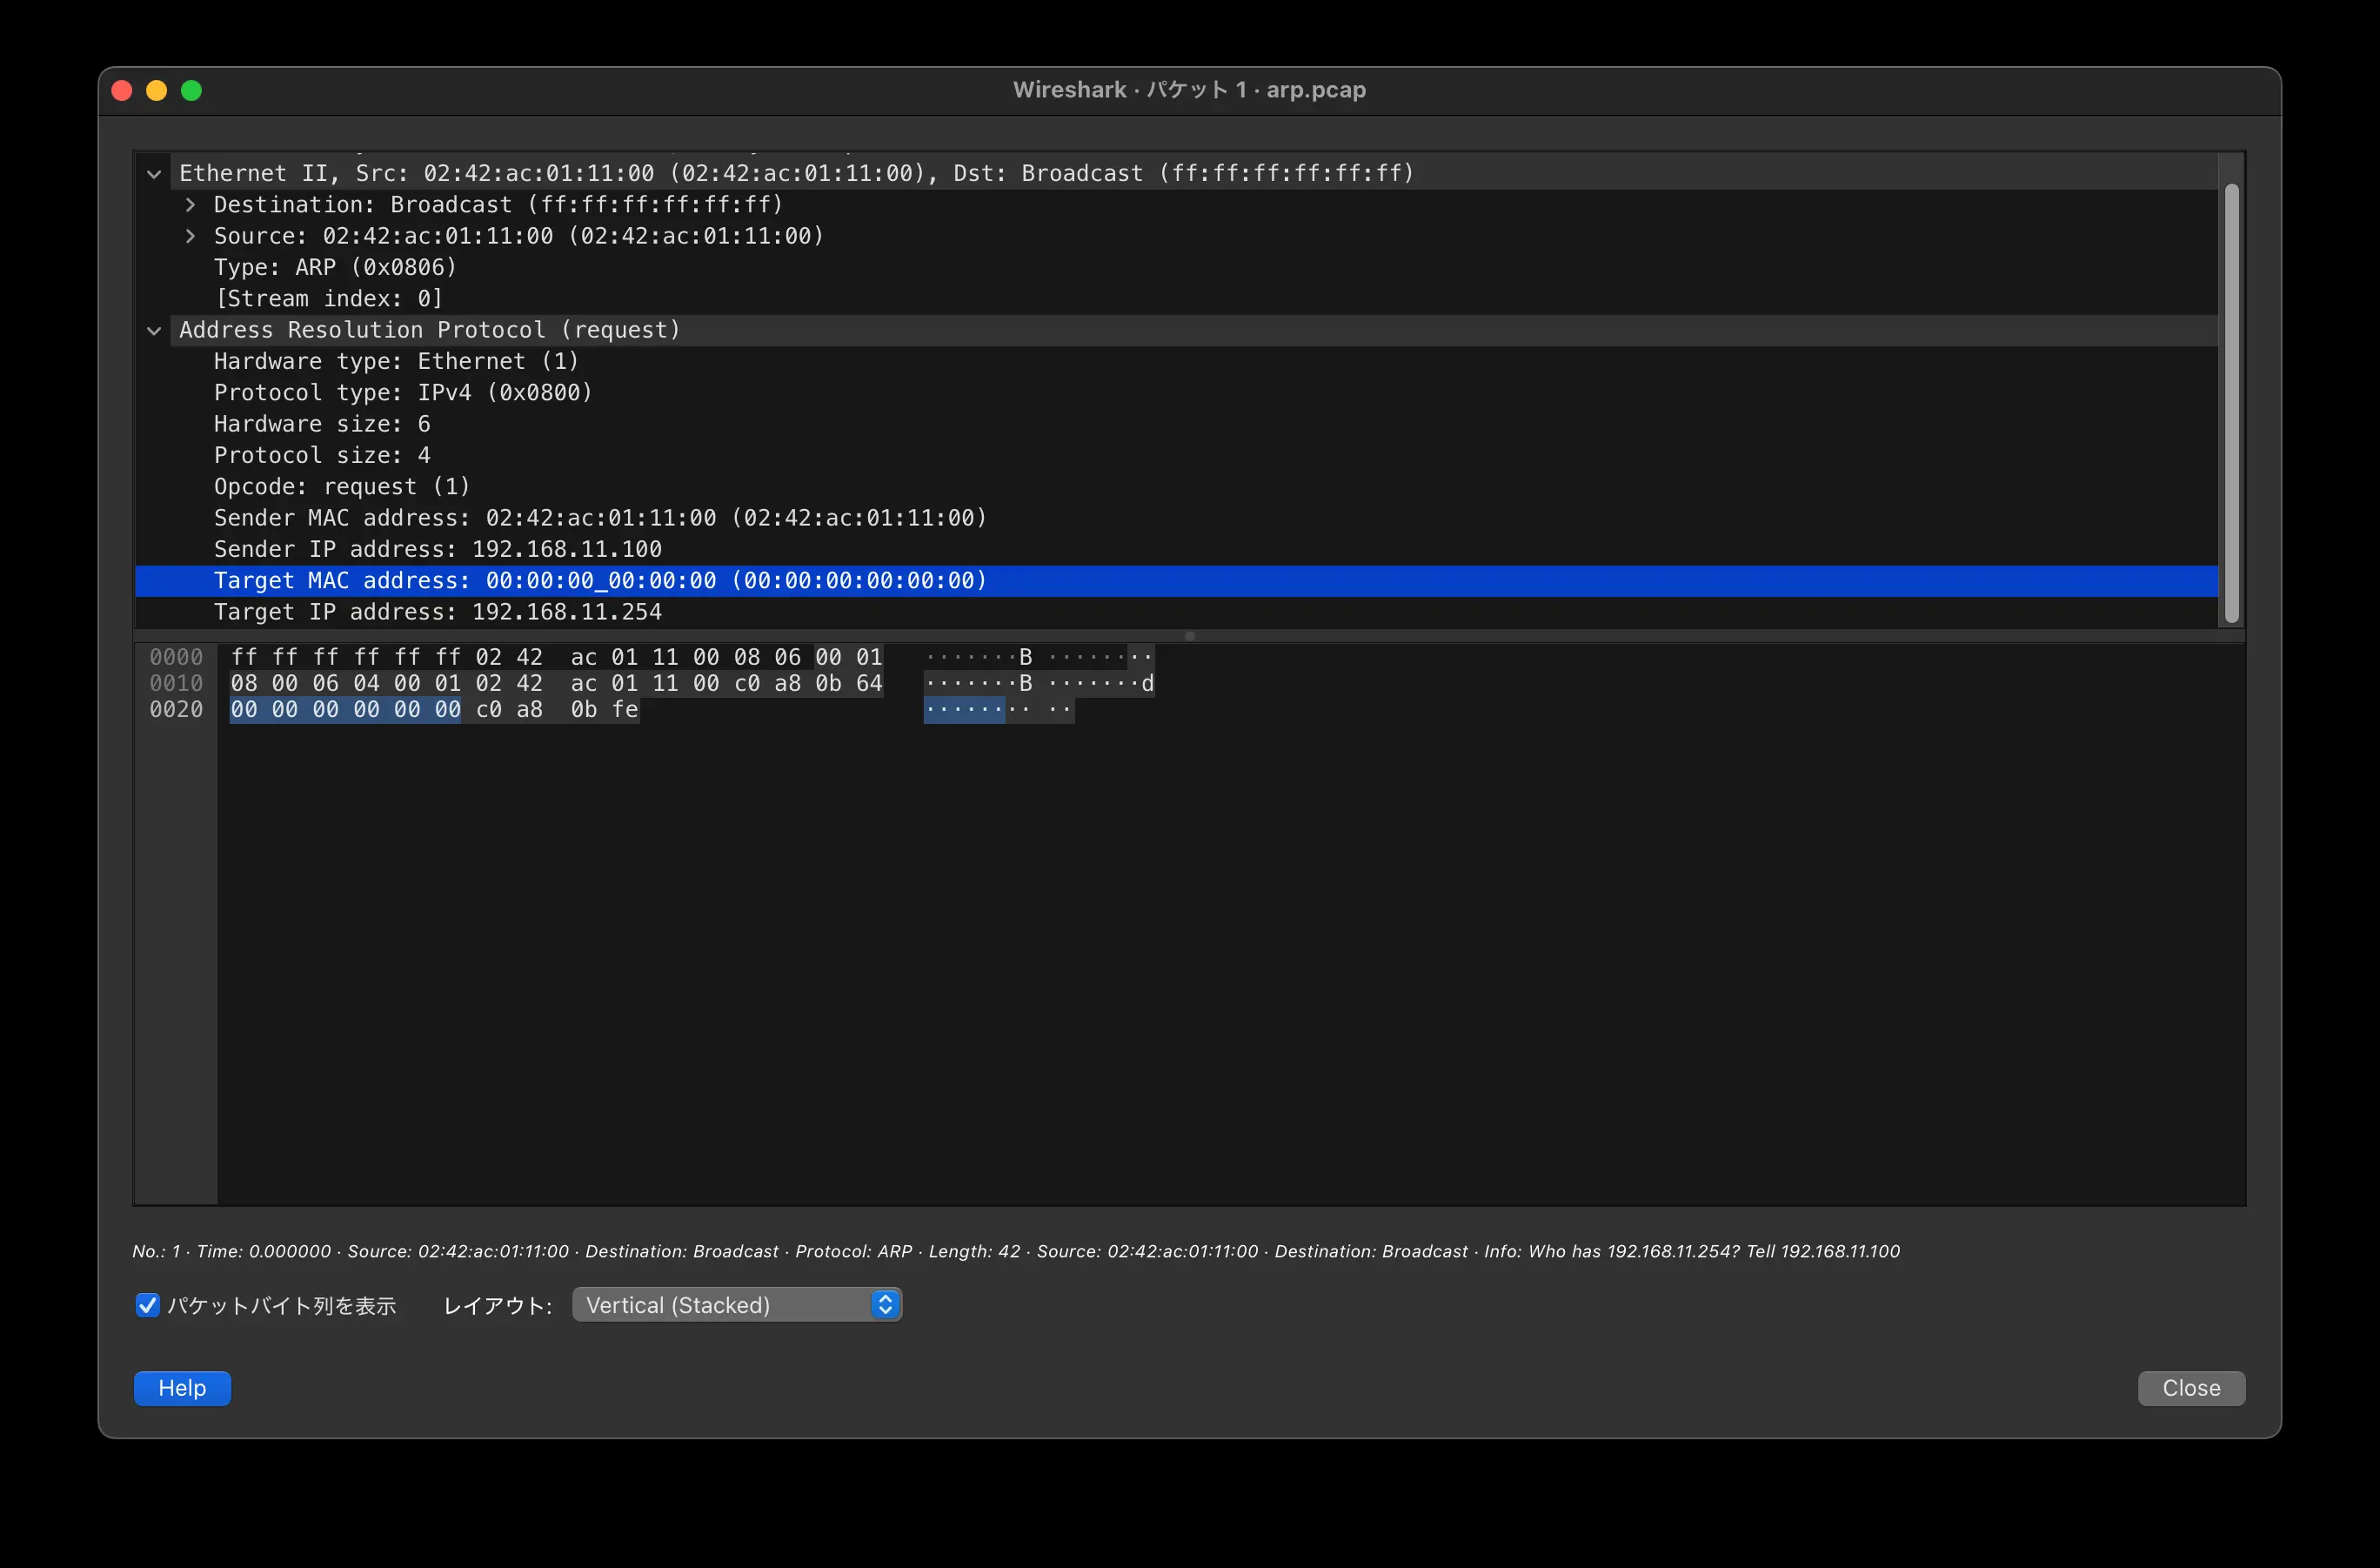 Wireshark · パケット 1 · arp.pcap
Ethernet II, Src: 02:42:ac:01:11:00 (02:42:ac:01:11:00), Dst: Broadcast (ff:ff:ff:ff:ff:ff)
Destination: Broadcast (ff:ff:ff:ff:ff:ff)
Source: 02:42:ac:01:11:00 (02:42:ac:01:11:00)
Type: ARP (0x0806)
[Stream index: 0]
Address Resolution Protocol (request)
Hardware type: Ethernet (1)
Protocol type: IPv4 (0x0800)
Hardware size: 6
Protocol size: 4
Opcode: request (1)
Sender MAC address: 02:42:ac:01:11:00 (02:42:ac:01:11:00)
Sender IP address: 192.168.11.100
Target MAC address: 00:00:00_00:00:00 (00:00:00:00:00:00)
Target IP address: 192.168.11.254
0000 ff ff ff ff ff ff 02 42 ac 01 11 00 08 06 00 01 ·······B ········
0010 08 00 06 04 00 01 02 42 ac 01 11 00 c0 a8 0b 64 ·······B ·······d
0020 00 00 00 00 00 00 c0 a8 0b fe ········ ··
No.: 1 · Time: 0.000000 · Source: 02:42:ac:01:11:00 · Destination: Broadcast · Protocol: ARP · Length: 42 · Source: 02:42:ac:01:11:00 · Destination: Broadcast · Info: Who has 192.168.11.254? Tell 192.168.11.100
パケットバイト列を表示 レイアウト: Vertical (Stacked)
Help Close